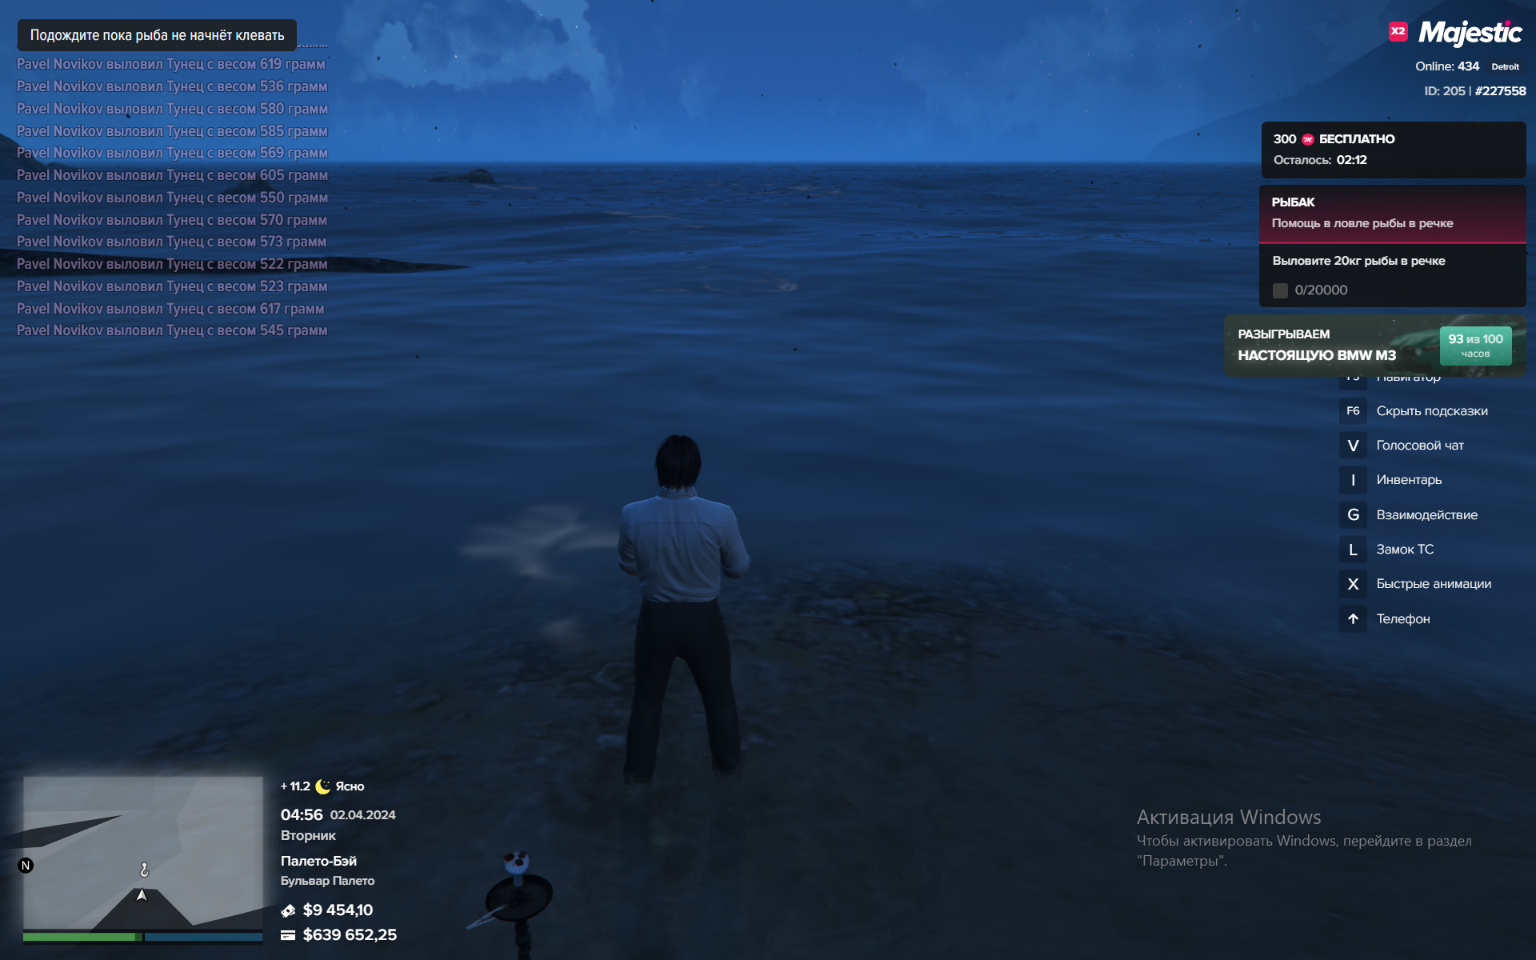 Подождите пока рыба не начнёт клевать
Pavel Novikov выловил Тунец с весом 619 грамм
Pavel Novikov выловил Тунец с весом 536 грамм
Pavel Novikov выловил Тунец с весом 580 грамм
Pavel Novikov выловил Тунец с весом 585 грамм
Pavel Novikov выловил Тунец с весом 569 грамм
Pavel Novikov выловил Тунец с весом 605 грамм
Pavel Novikov выловил Тунец с весом 550 грамм
Pavel Novikov выловил Тунец с весом 570 грамм
Pavel Novikov выловил Тунец с весом 573 грамм
Pavel Novikov выловил Тунец с весом 522 грамм
Pavel Novikov выловил Тунец с весом 523 грамм
Pavel Novikov выловил Тунец с весом 617 грамм
Pavel Novikov выловил Тунец с весом 545 грамм
X2 Majestic
Online: 434 Detroit
ID: 205 | #227558
300 БЕСПЛАТНО
Осталось: 02:12
РЫБАК
Помощь в ловле рыбы в речке
Выловите 20кг рыбы в речке
0/20000
РАЗЫГРЫВАЕМ
НАСТОЯЩУЮ BMW M3
93 из 100
часов
Навигатор
F6 Скрыть подсказки
V Голосовой чат
I Инвентарь
G Взаимодействие
L Замок ТС
X Быстрые анимации
Телефон
N
+ 11.2 Ясно
04:56 02.04.2024
Вторник
Палето-Бэй
Бульвар Палето
$9 454,10
$639 652,25
Активация Windows
Чтобы активировать Windows, перейдите в раздел
"Параметры".